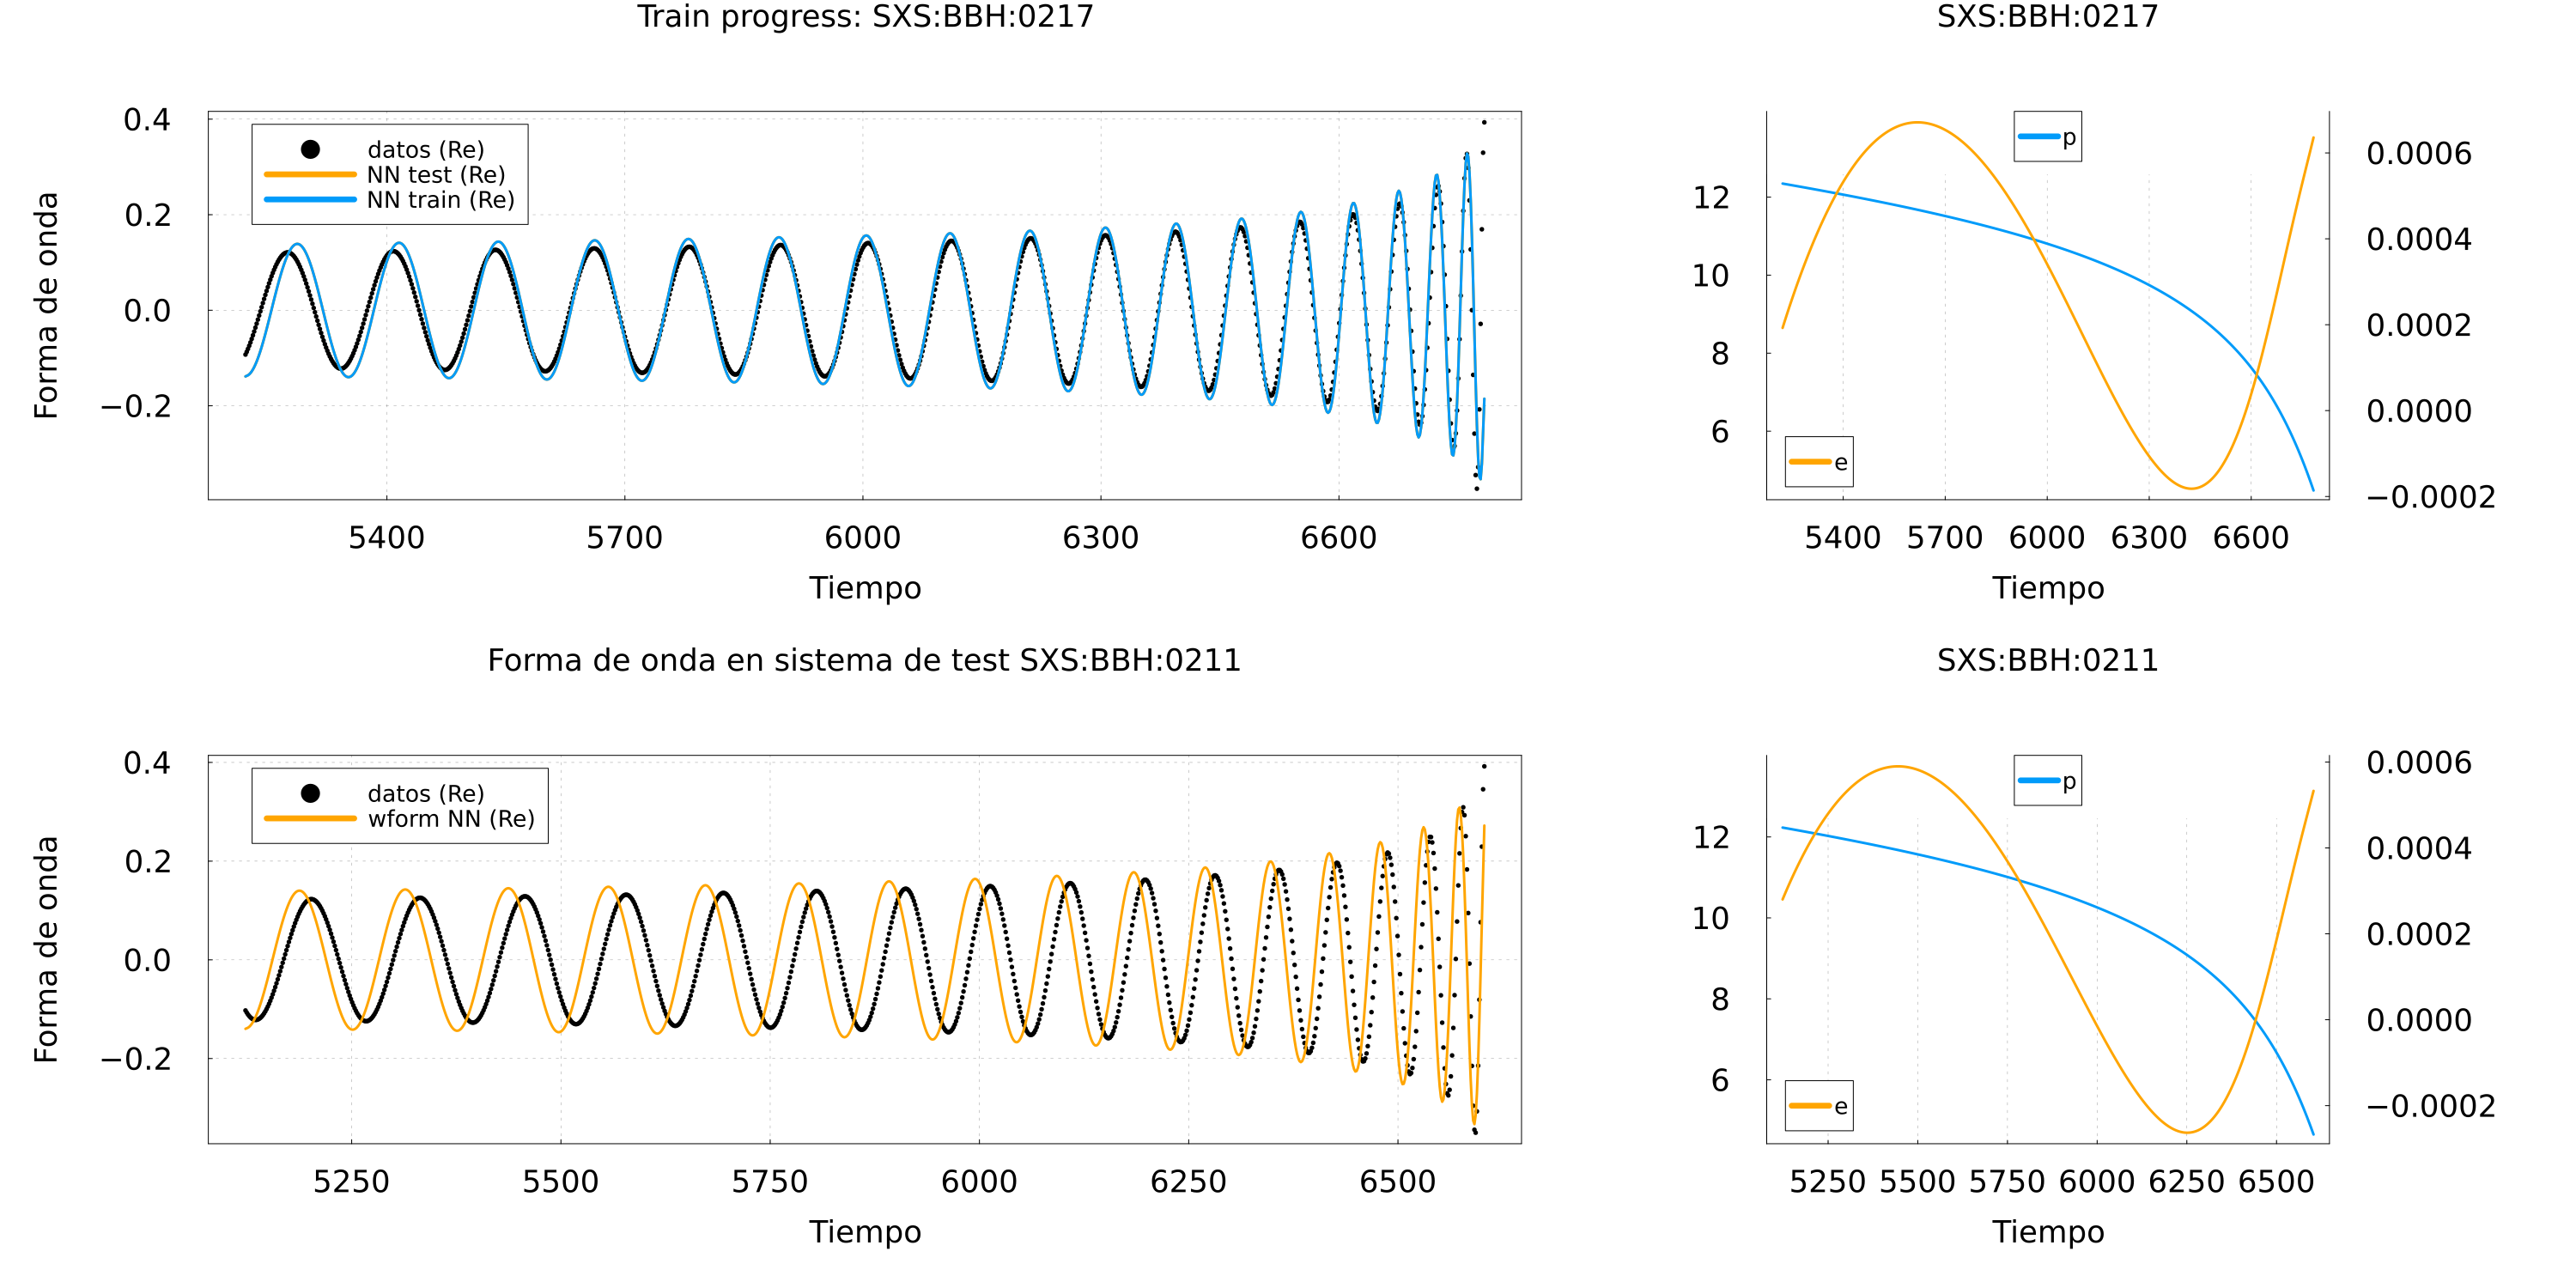 Train progress: SXS:BBH:0217
Forma de onda
0.4
0.2
0.0
−0.2
datos (Re)
NN test (Re)
NN train (Re)
5400 5700 6000 6300 6600
Tiempo
SXS:BBH:0217
12
10
8
6
p
e
0.0006
0.0004
0.0002
0.0000
−0.0002
5400 5700 6000 6300 6600
Tiempo
Forma de onda en sistema de test SXS:BBH:0211
Forma de onda
0.4
0.2
0.0
−0.2
datos (Re)
wform NN (Re)
5250 5500 5750 6000 6250 6500
Tiempo
SXS:BBH:0211
12
10
8
6
p
e
0.0006
0.0004
0.0002
0.0000
−0.0002
5250 5500 5750 6000 6250 6500
Tiempo